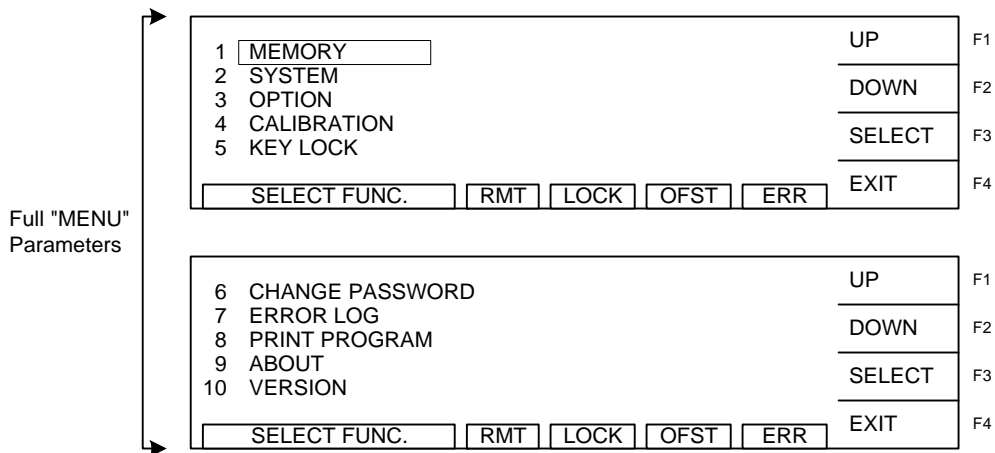 Full "MENU"
Parameters
1 MEMORY
2 SYSTEM
3 OPTION
4 CALIBRATION
5 KEY LOCK
SELECT FUNC. RMT LOCK OFST ERR
UP F1
DOWN F2
SELECT F3
EXIT F4
6 CHANGE PASSWORD
7 ERROR LOG
8 PRINT PROGRAM
9 ABOUT
10 VERSION
SELECT FUNC. RMT LOCK OFST ERR
UP F1
DOWN F2
SELECT F3
EXIT F4